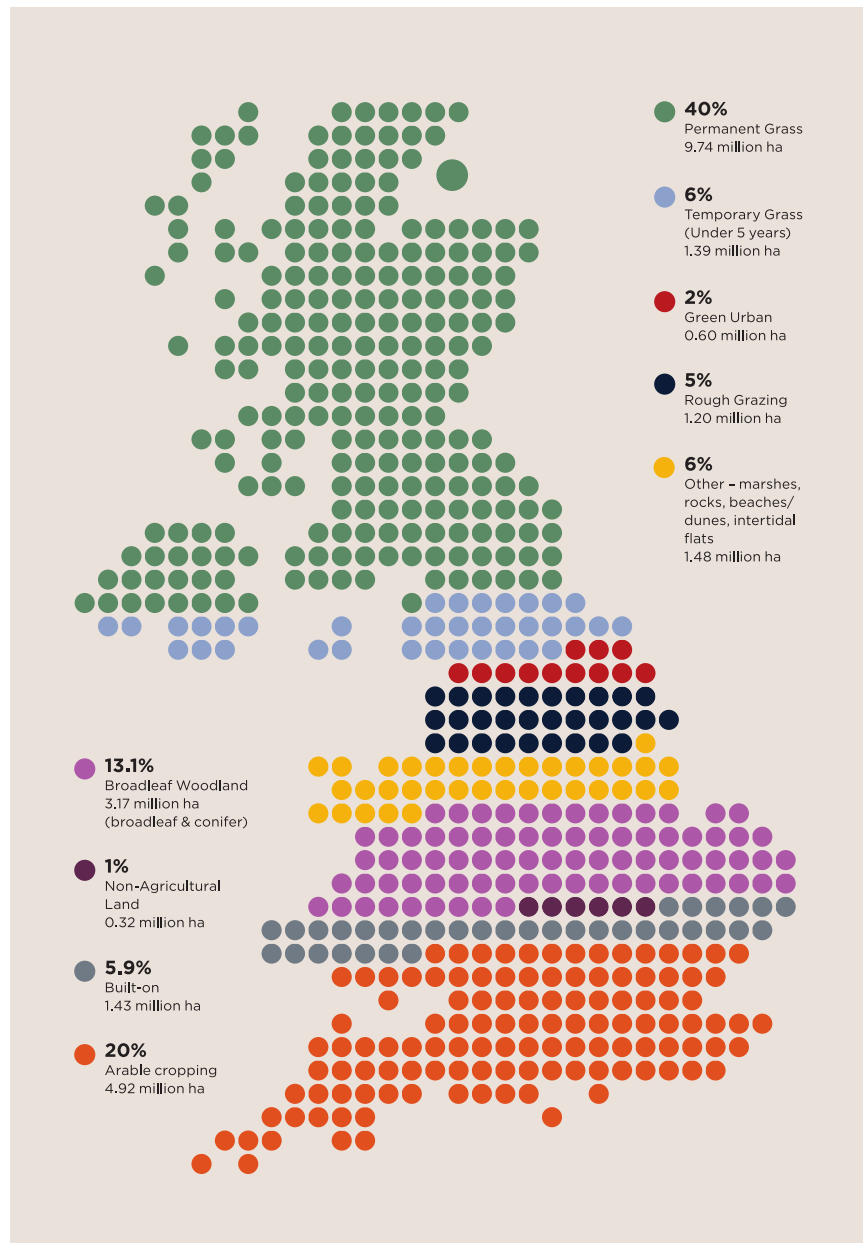 40%
Permanent Grass
9.74 million ha
6%
Temporary Grass
(Under 5 years)
1.39 million ha
2%
Green Urban
0.60 million ha
5%
Rough Grazing
1.20 million ha
6%
Other – marshes,
rocks, beaches/
dunes, intertidal
flats
1.48 million ha
13.1%
Broadleaf Woodland
3.17 million ha
(broadleaf & conifer)
1%
Non-Agricultural
Land
0.32 million ha
5.9%
Built-on
1.43 million ha
20%
Arable cropping
4.92 million ha